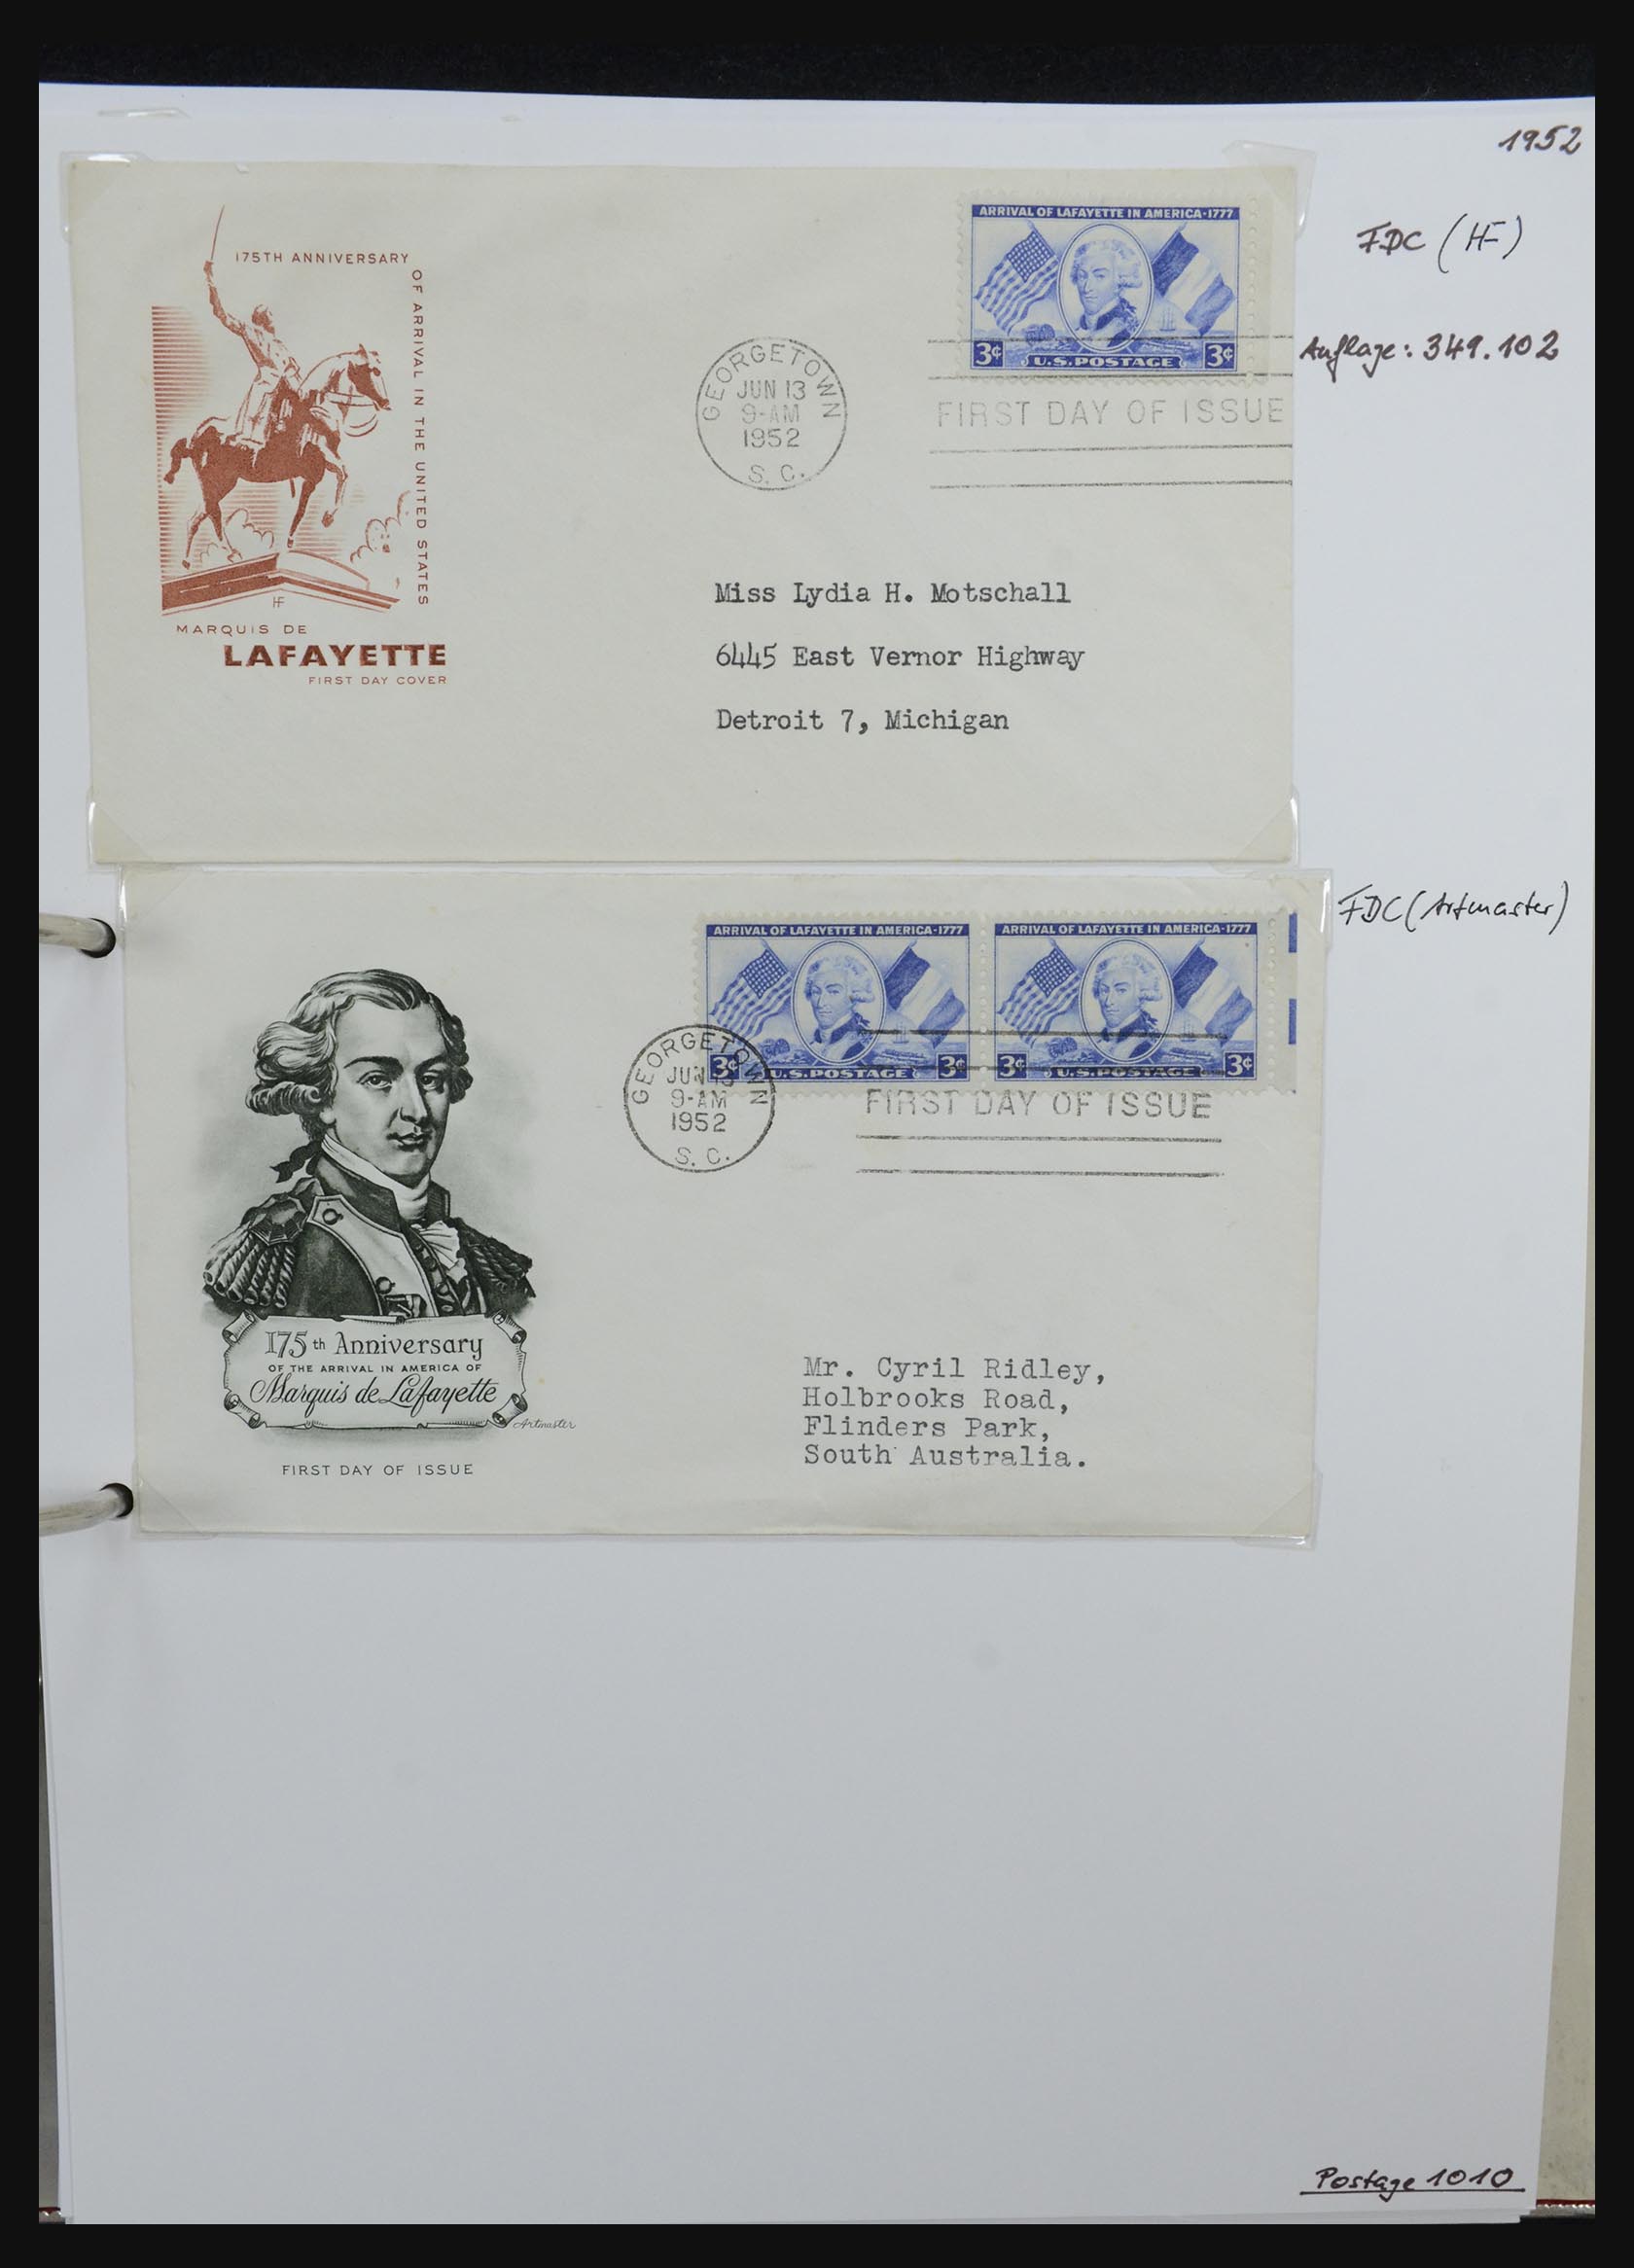 1952
175TH ANNIVERSARY
OF ARRIVAL IN THE UNITED STATES
HF
MARQUIS DE
LAFAYETTE
FIRST DAY COVER
GEORGETOWN
JUN 13
9-AM
1952
S. C.
ARRIVAL OF LAFAYETTE IN AMERICA-1777
3¢ U.S. POSTAGE 3¢
FIRST DAY OF ISSUE
FDC (HF)
Auflage: 349.102
Miss Lydia H. Motschall
6445 East Vernor Highway
Detroit 7, Michigan
FDC (Artmaster)
ARRIVAL OF LAFAYETTE IN AMERICA-1777
3¢ U.S. POSTAGE 3¢
ARRIVAL OF LAFAYETTE IN AMERICA-1777
3¢ U.S. POSTAGE 3¢
GEORGETOWN
JUN 13
9-AM
1952
S. C.
FIRST DAY OF ISSUE
175th Anniversary
OF THE ARRIVAL IN AMERICA OF
Marquis de Lafayette
Artmaster
FIRST DAY OF ISSUE
Mr. Cyril Ridley,
Holbrooks Road,
Flinders Park,
South Australia.
Postage 1010